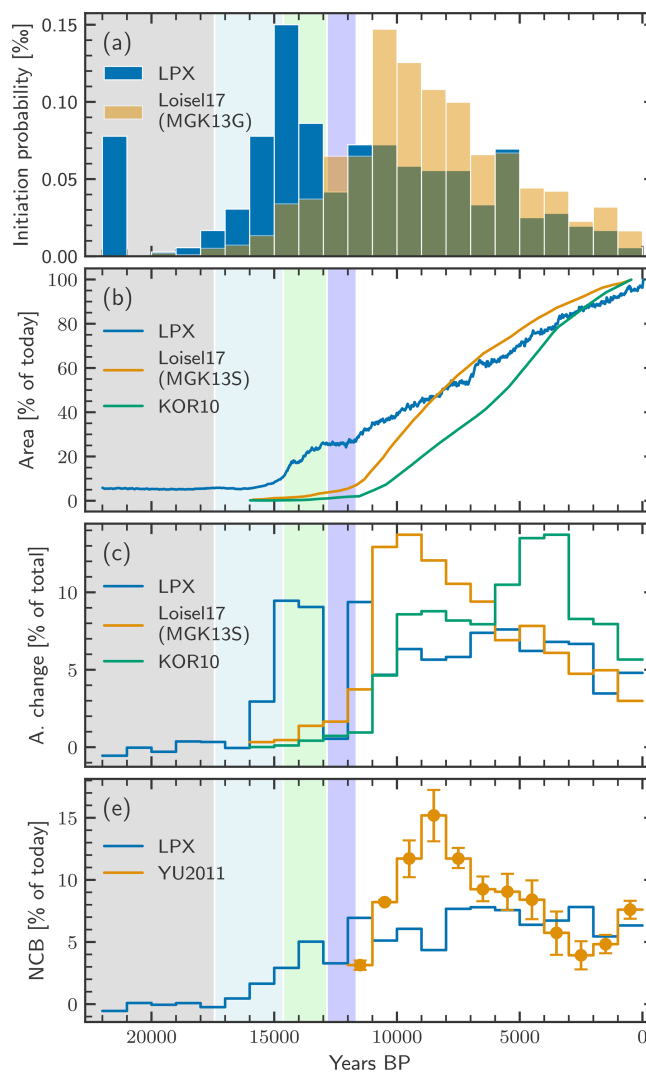 (a)
Initiation probability [‰]
0.15
0.10
0.05
0.00
LPX
Loisel17
(MGK13G)
(b)
Area [% of today]
100
80
60
40
20
0
LPX
Loisel17
(MGK13S)
KOR10
(c)
A. change [% of total]
10
5
0
LPX
Loisel17
(MGK13S)
KOR10
(e)
NCB [% of today]
15
10
5
0
LPX
YU2011
20000 15000 10000 5000 0
Years BP